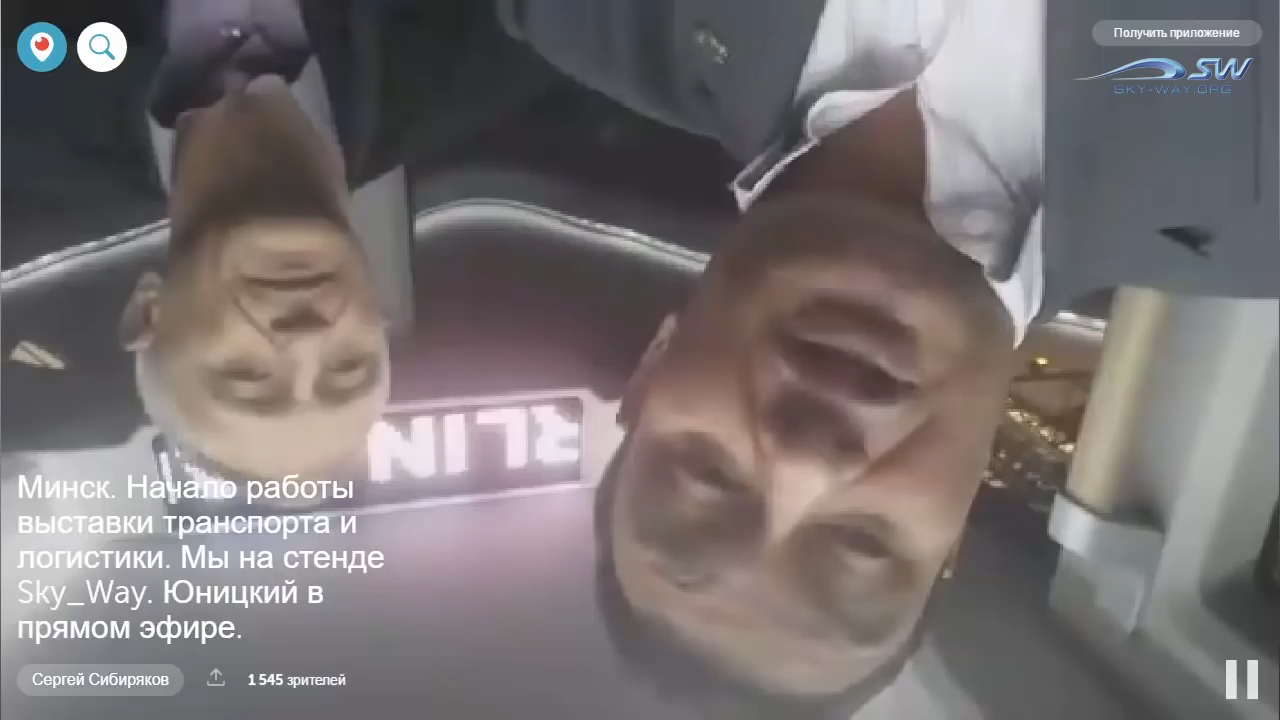 Получить приложение
SW
SKY-WAY.ORG
RLIN
Минск. Начало работы
выставки транспорта и
логистики. Мы на стенде
Sky_Way. Юницкий в
прямом эфире.
Сергей Сибиряков
1 545 зрителей